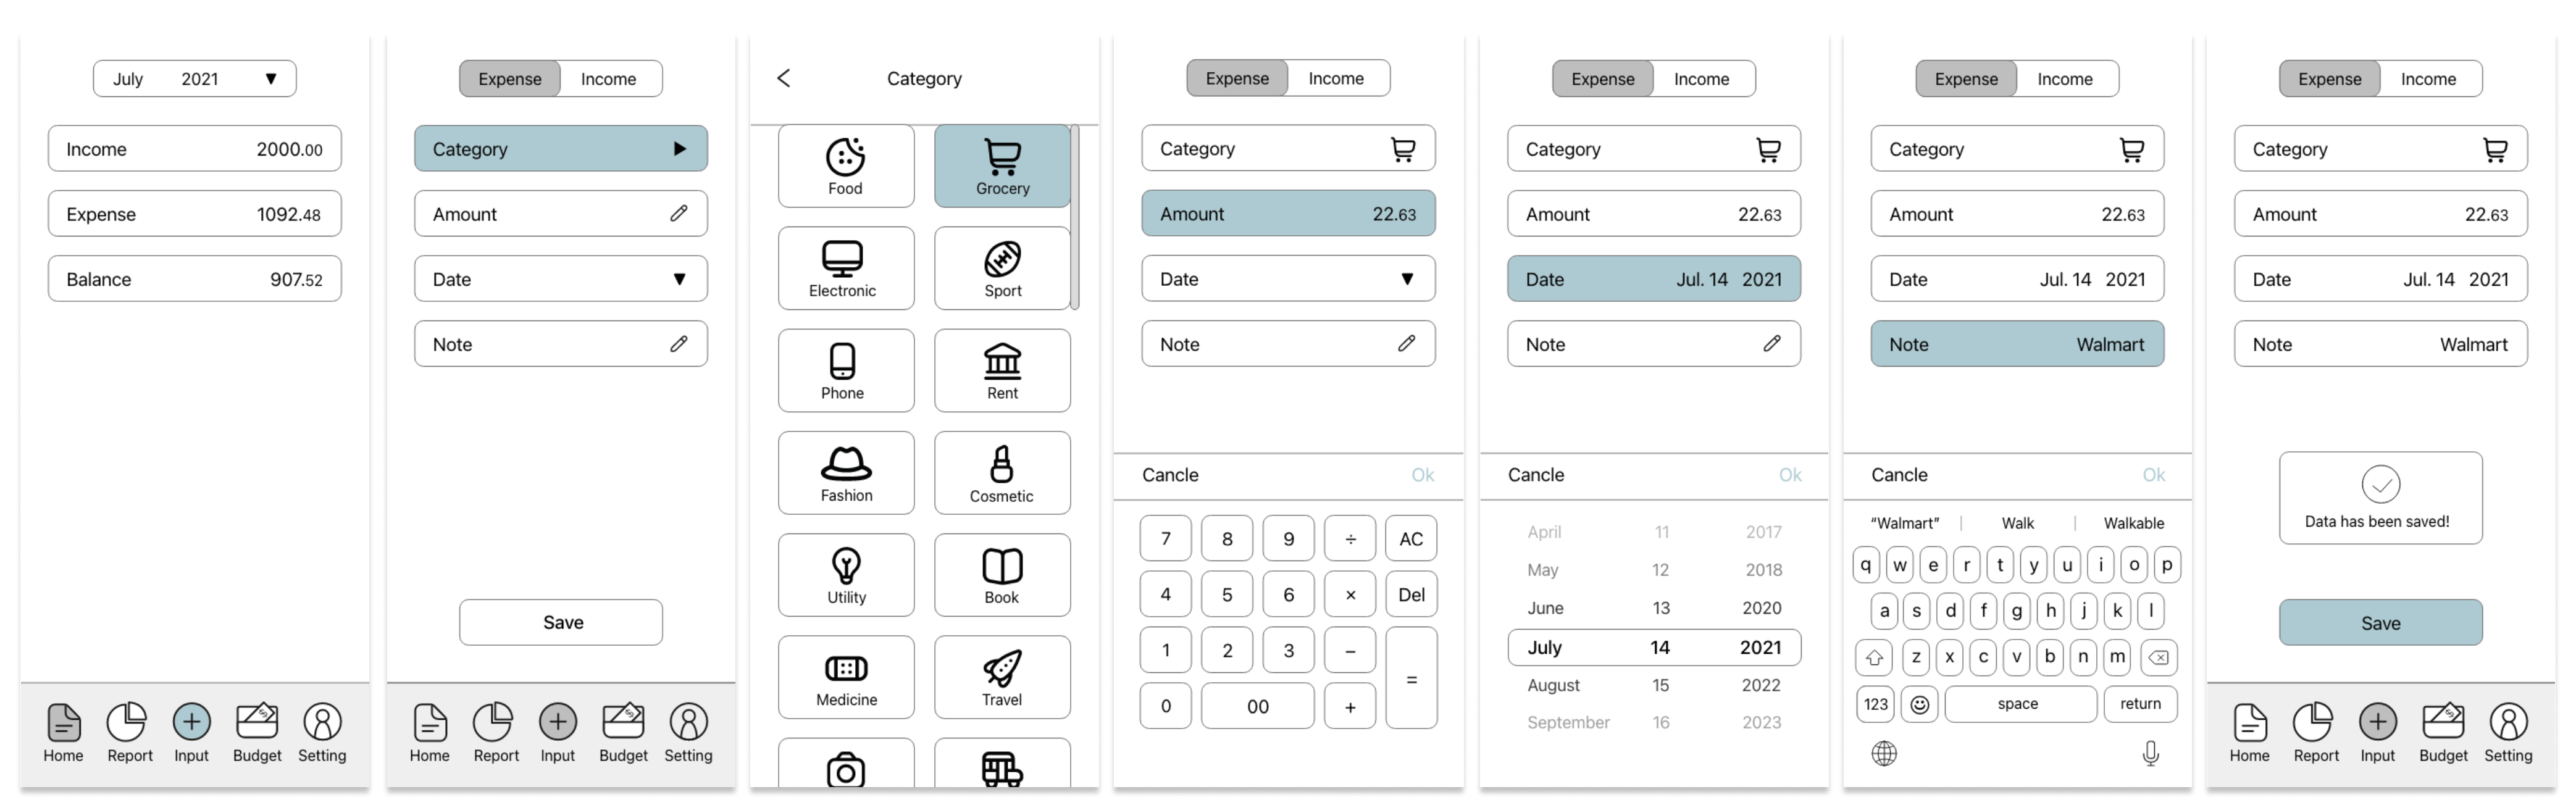 July 2021 ▼
Income 2000.00
Expense 1092.48
Balance 907.52
Home Report Input Budget Setting
Expense Income
Category ▶
Amount
Date ▼
Note
Save
Home Report Input Budget Setting
Category
Food Grocery
Electronic Sport
Phone Rent
Fashion Cosmetic
Utility Book
Medicine Travel
Expense Income
Category
Amount 22.63
Date ▼
Note
Cancle Ok
7 8 9 ÷ AC
4 5 6 × Del
1 2 3 −
=
0 00 +
Expense Income
Category
Amount 22.63
Date Jul. 14 2021
Note
Cancle Ok
April 11 2017
May 12 2018
June 13 2020
July 14 2021
August 15 2022
September 16 2023
Expense Income
Category
Amount 22.63
Date Jul. 14 2021
Note Walmart
Cancle Ok
“Walmart” Walk Walkable
q w e r t y u i o p
a s d f g h j k l
z x c v b n m
123 space return
Expense Income
Category
Amount 22.63
Date Jul. 14 2021
Note Walmart
Data has been saved!
Save
Home Report Input Budget Setting